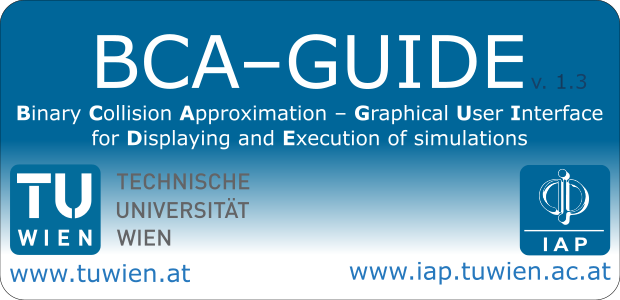 BCA–GUIDE v. 1.3
Binary Collision Approximation – Graphical User Interface
for Displaying and Execution of simulations
TU
WIEN
TECHNISCHE
UNIVERSITÄT
WIEN
IAP
www.tuwien.at
www.iap.tuwien.ac.at